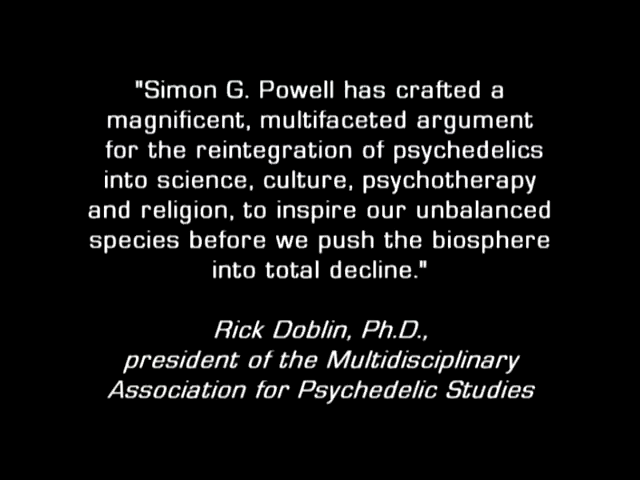 "Simon G. Powell has crafted a
magnificent, multifaceted argument
for the reintegration of psychedelics
into science, culture, psychotherapy
and religion, to inspire our unbalanced
species before we push the biosphere
into total decline."
Rick Doblin, Ph.D.,
president of the Multidisciplinary
Association for Psychedelic Studies